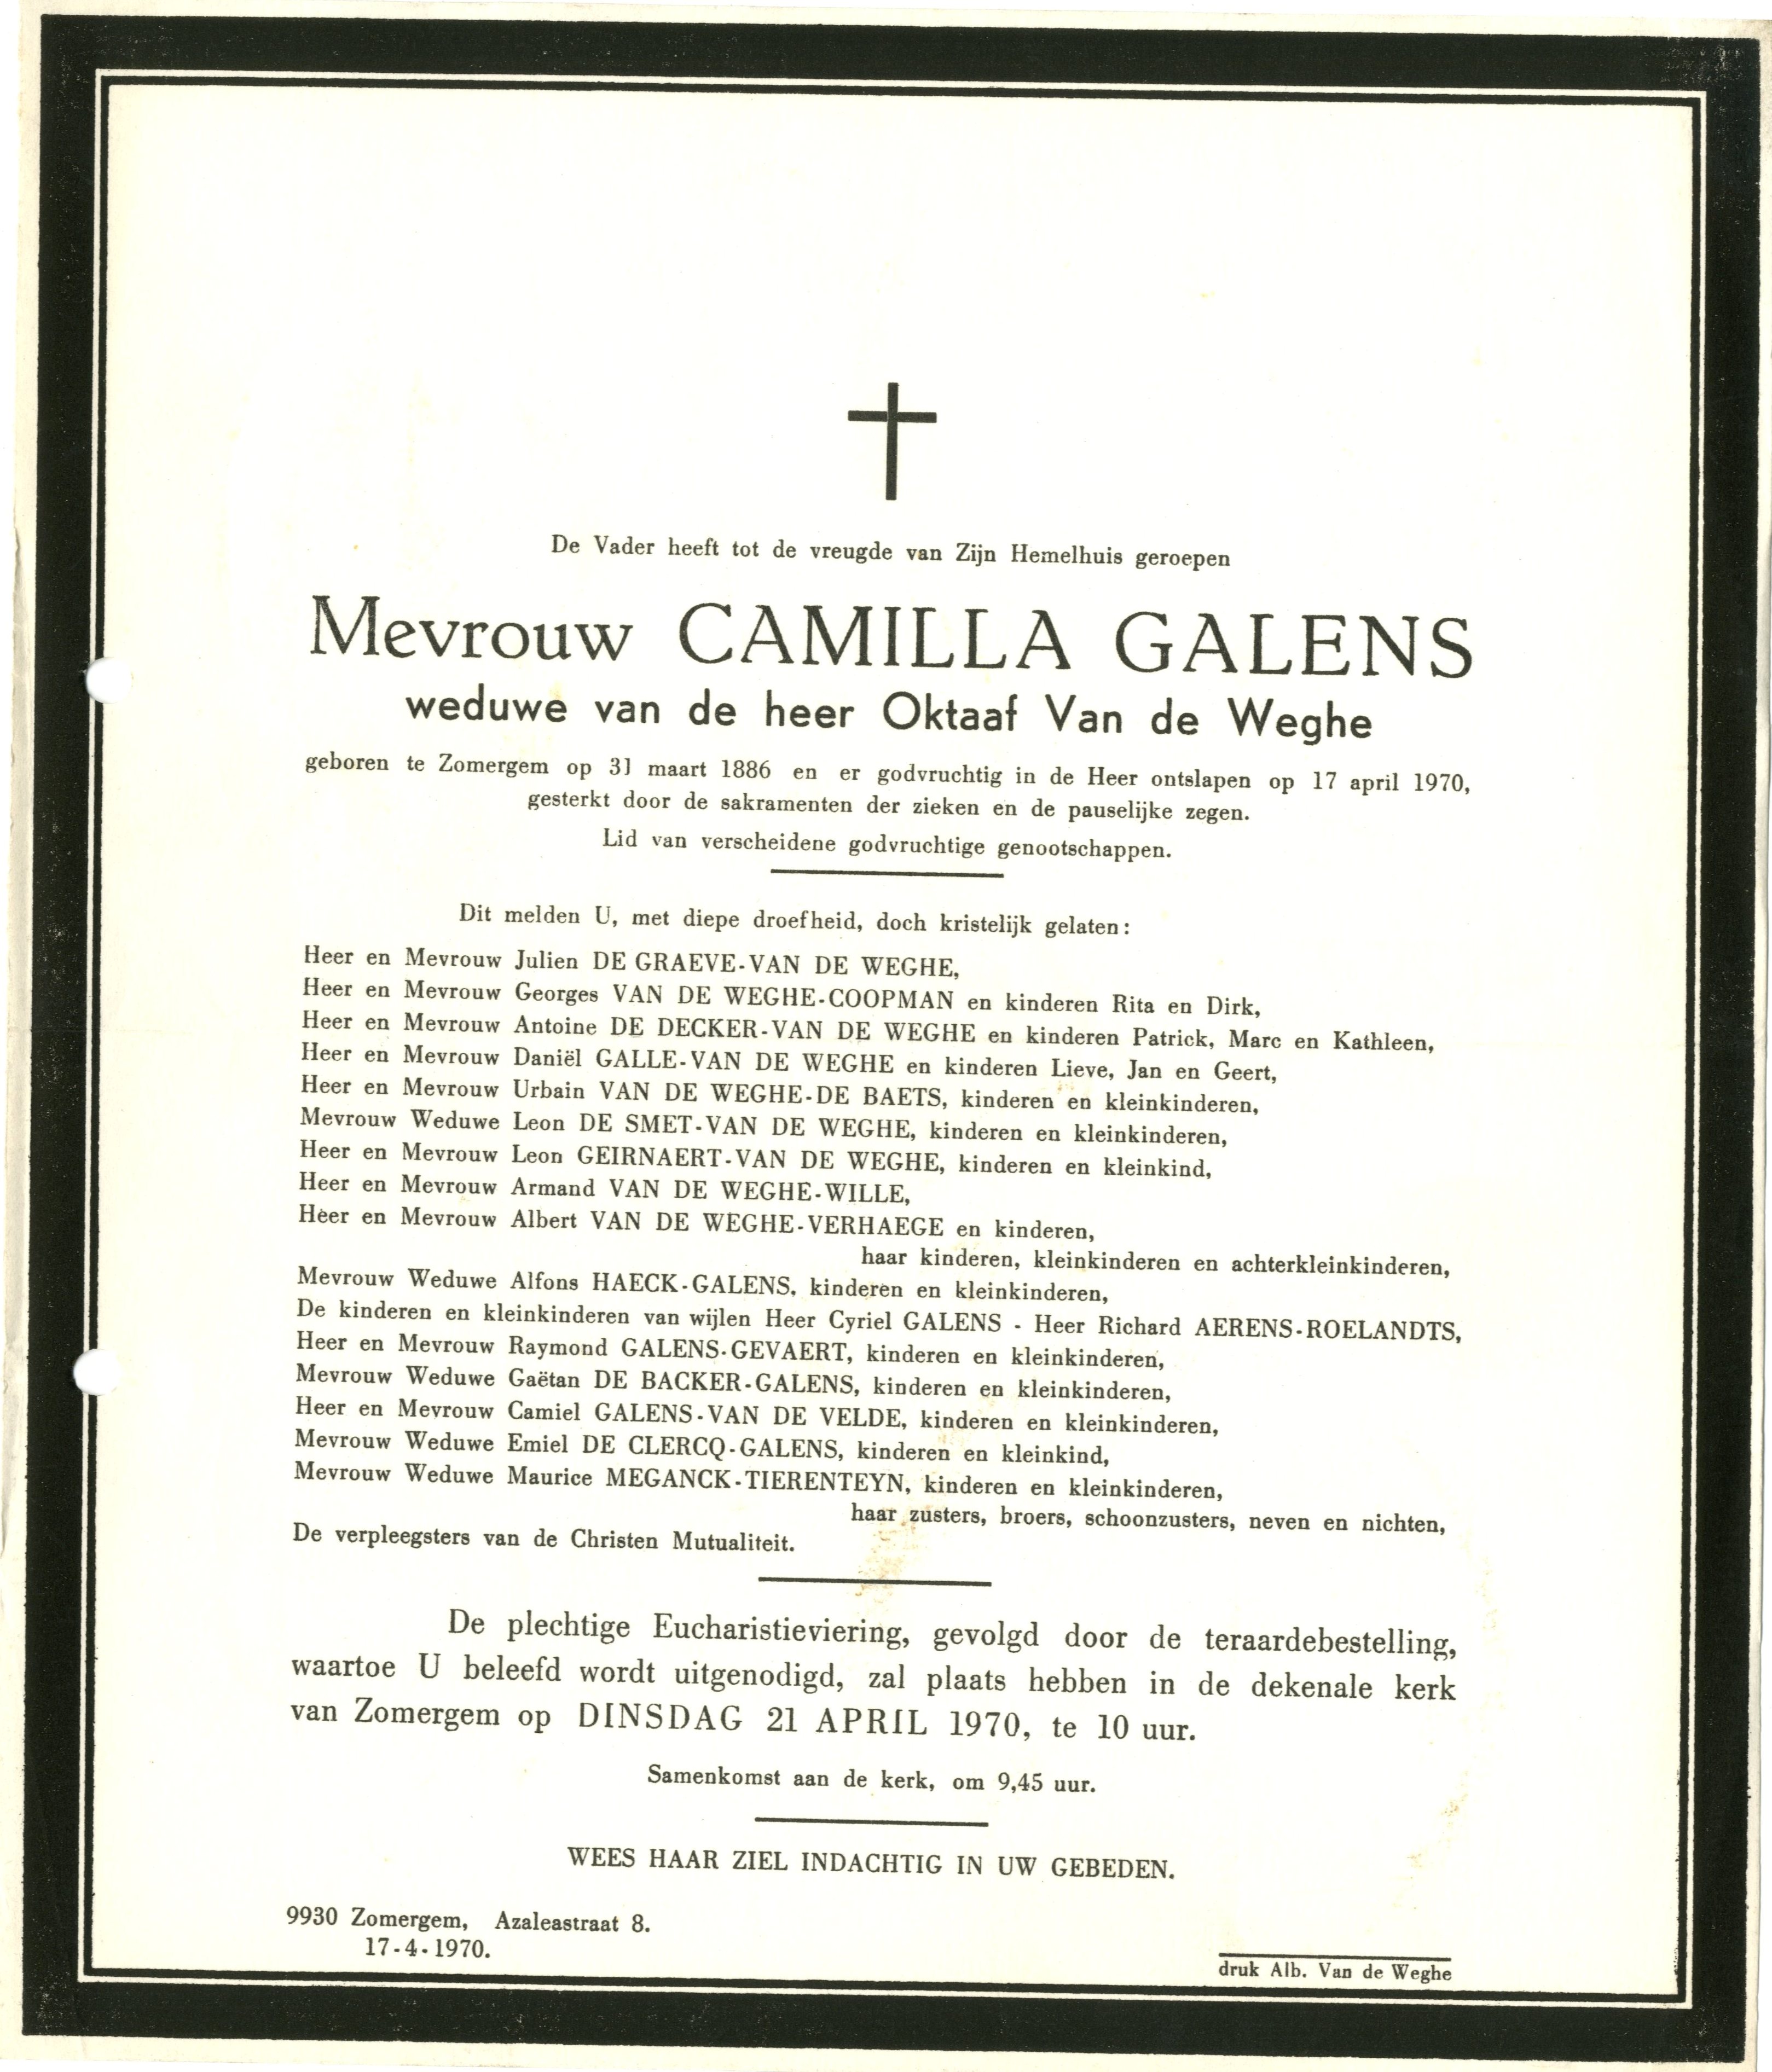 De Vader heeft tot de vreugde van Zijn Hemelhuis geroepen
Mevrouw CAMILLA GALENS
weduwe van de heer Oktaaf Van de Weghe
geboren te Zomergem op 31 maart 1886 en er godvruchtig in de Heer ontslapen op 17 april 1970,
gesterkt door de sakramenten der zieken en de pauselijke zegen.
Lid van verscheidene godvruchtige genootschappen.
Dit melden U, met diepe droefheid, doch kristelijk gelaten:
Heer en Mevrouw Julien DE GRAEVE-VAN DE WEGHE,
Heer en Mevrouw Georges VAN DE WEGHE-COOPMAN en kinderen Rita en Dirk,
Heer en Mevrouw Antoine DE DECKER-VAN DE WEGHE en kinderen Patrick, Marc en Kathleen,
Heer en Mevrouw Daniël GALLE-VAN DE WEGHE en kinderen Lieve, Jan en Geert,
Heer en Mevrouw Urbain VAN DE WEGHE-DE BAETS, kinderen en kleinkinderen,
Mevrouw Weduwe Leon DE SMET-VAN DE WEGHE, kinderen en kleinkinderen,
Heer en Mevrouw Leon GEIRNAERT-VAN DE WEGHE, kinderen en kleinkind,
Heer en Mevrouw Armand VAN DE WEGHE-WILLE,
Heer en Mevrouw Albert VAN DE WEGHE-VERHAEGE en kinderen,
haar kinderen, kleinkinderen en achterkleinkinderen,
Mevrouw Weduwe Alfons HAECK-GALENS, kinderen en kleinkinderen,
De kinderen en kleinkinderen van wijlen Heer Cyriel GALENS - Heer Richard AERENS-ROELANDTS,
Heer en Mevrouw Raymond GALENS-GEVAERT, kinderen en kleinkinderen,
Mevrouw Weduwe Gaëtan DE BACKER-GALENS, kinderen en kleinkinderen,
Heer en Mevrouw Camiel GALENS-VAN DE VELDE, kinderen en kleinkinderen,
Mevrouw Weduwe Emiel DE CLERCQ-GALENS, kinderen en kleinkind,
Mevrouw Weduwe Maurice MEGANCK-TIERENTEYN, kinderen en kleinkinderen,
haar zusters, broers, schoonzusters, neven en nichten,
De verpleegsters van de Christen Mutualiteit.
De plechtige Eucharistieviering, gevolgd door de teraardebestelling,
waartoe U beleefd wordt uitgenodigd, zal plaats hebben in de dekenale kerk
van Zomergem op DINSDAG 21 APRIL 1970, te 10 uur.
Samenkomst aan de kerk, om 9,45 uur.
WEES HAAR ZIEL INDACHTIG IN UW GEBEDEN.
9930 Zomergem, Azaleastraat 8.
17-4-1970.
druk Alb. Van de Weghe